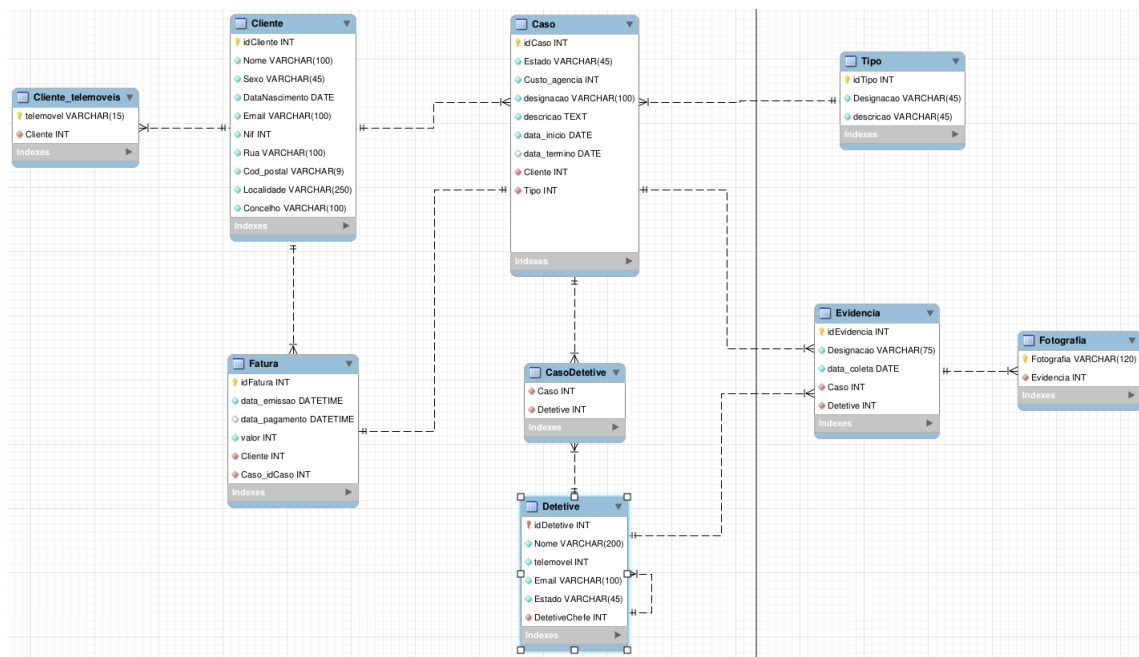 Cliente
idCliente INT
Nome VARCHAR(100)
Sexo VARCHAR(45)
DataNascimento DATE
Email VARCHAR(100)
Nif INT
Rua VARCHAR(100)
Cod_postal VARCHAR(9)
Localidade VARCHAR(250)
Concelho VARCHAR(100)
Indexes
Caso
idCaso INT
Estado VARCHAR(45)
Custo_agencia INT
designacao VARCHAR(100)
descricao TEXT
data_inicio DATE
data_termino DATE
Cliente INT
Tipo INT
Indexes
Tipo
idTipo INT
Designacao VARCHAR(45)
descricao VARCHAR(45)
Indexes
Cliente_telemoveis
telemovel VARCHAR(15)
Cliente INT
Indexes
Fatura
idFatura INT
data_emissao DATETIME
data_pagamento DATETIME
valor INT
Cliente INT
Caso_idCaso INT
Indexes
CasoDetetive
Caso INT
Detetive INT
Indexes
Evidencia
idEvidencia INT
Designacao VARCHAR(75)
data_coleta DATE
Caso INT
Detetive INT
Indexes
Fotografia
Fotografia VARCHAR(120)
Evidencia INT
Indexes
Detetive
idDetetive INT
Nome VARCHAR(200)
telemovel INT
Email VARCHAR(100)
Estado VARCHAR(45)
DetetiveChefe INT
Indexes